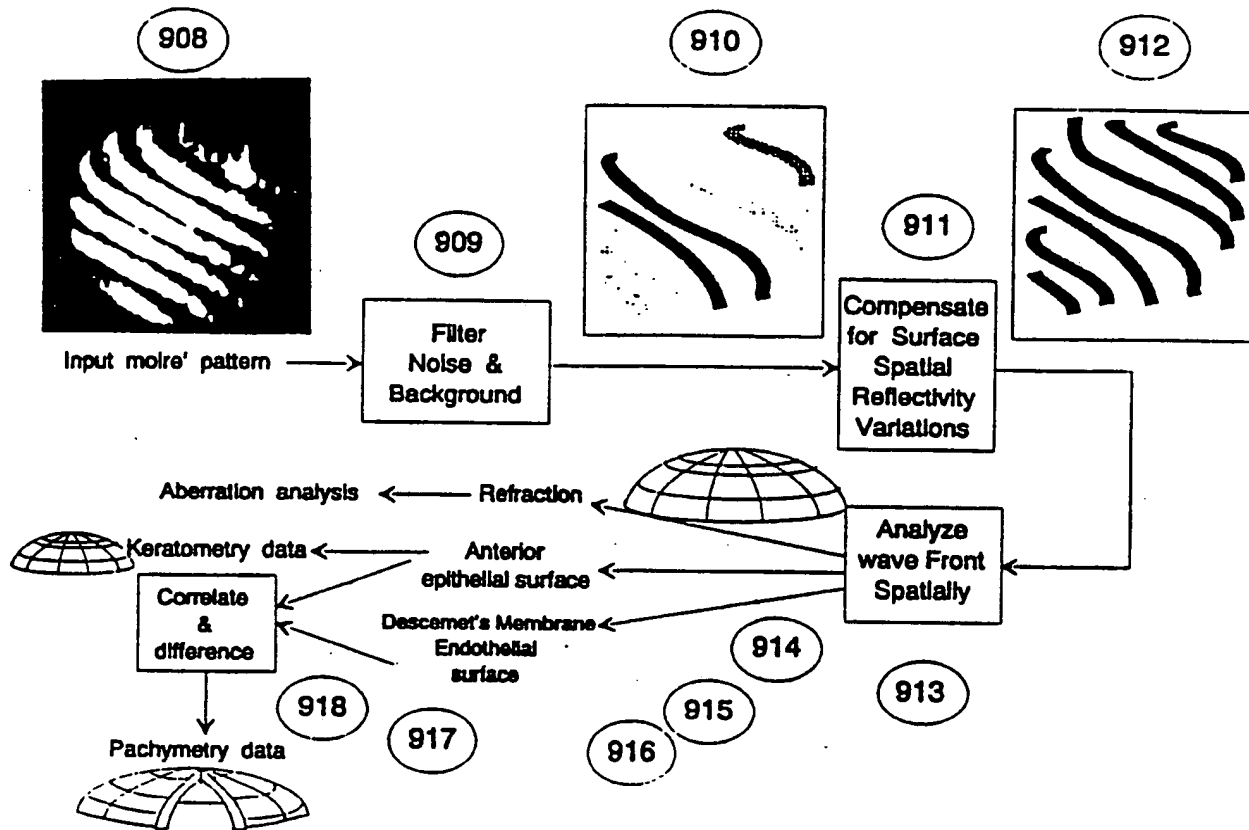 908
910
912
909
911
Input moire' pattern
Filter
Noise &
Background
Compensate
for Surface
Spatial
Reflectivity
Variations
Aberration analysis
Refraction
Keratometry data
Anterior
epithelial surface
Analyze
wave Front
Spatially
Correlate
&
difference
Descemet's Membrane
Endothelial
surface
914
913
918
917
915
916
Pachymetry data